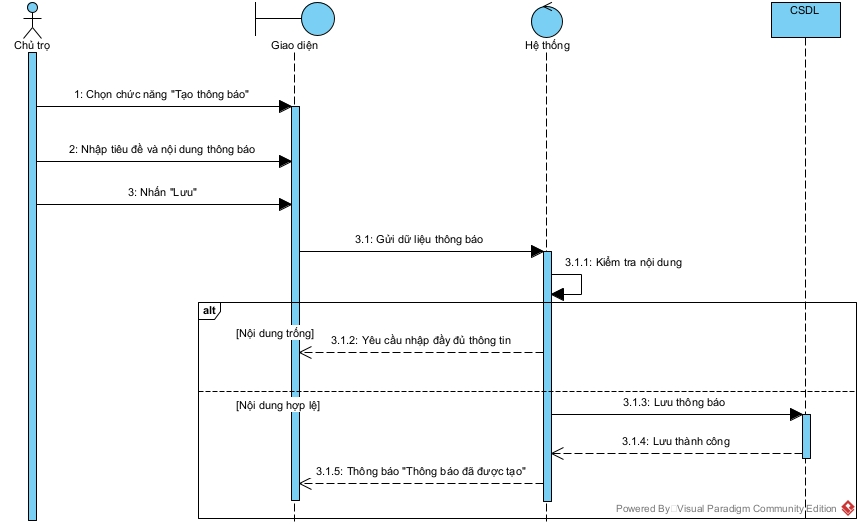 CSDL
Chủ trọ
Giao diện
Hệ thống
1: Chọn chức năng "Tạo thông báo"
2: Nhập tiêu đề và nội dung thông báo
3: Nhấn "Lưu"
3.1: Gửi dữ liệu thông báo
3.1.1: Kiểm tra nội dung
alt
[Nội dung trống]
3.1.2: Yêu cầu nhập đầy đủ thông tin
[Nội dung hợp lệ]
3.1.3: Lưu thông báo
3.1.4: Lưu thành công
3.1.5: Thông báo "Thông báo đã được tạo"
Powered By Visual Paradigm Community Edition